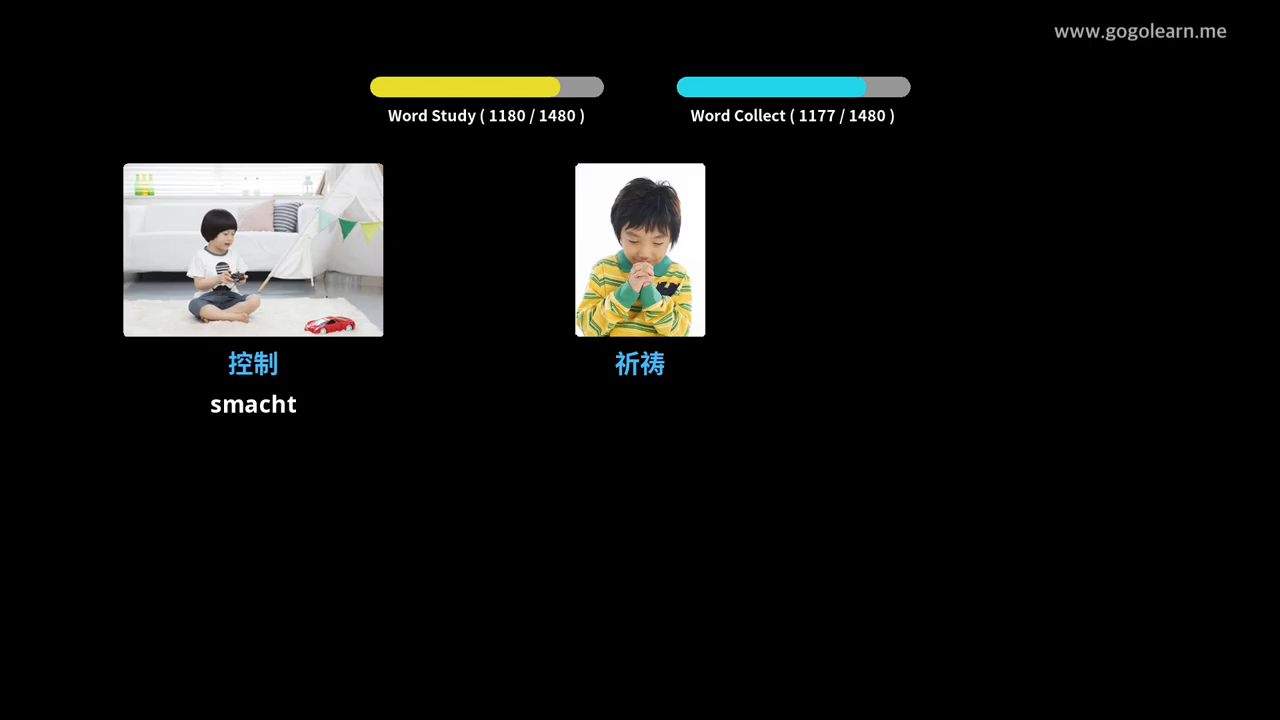 www.gogolearn.me
Word Study ( 1180 / 1480 )
Word Collect ( 1177 / 1480 )
控制
祈祷
smacht